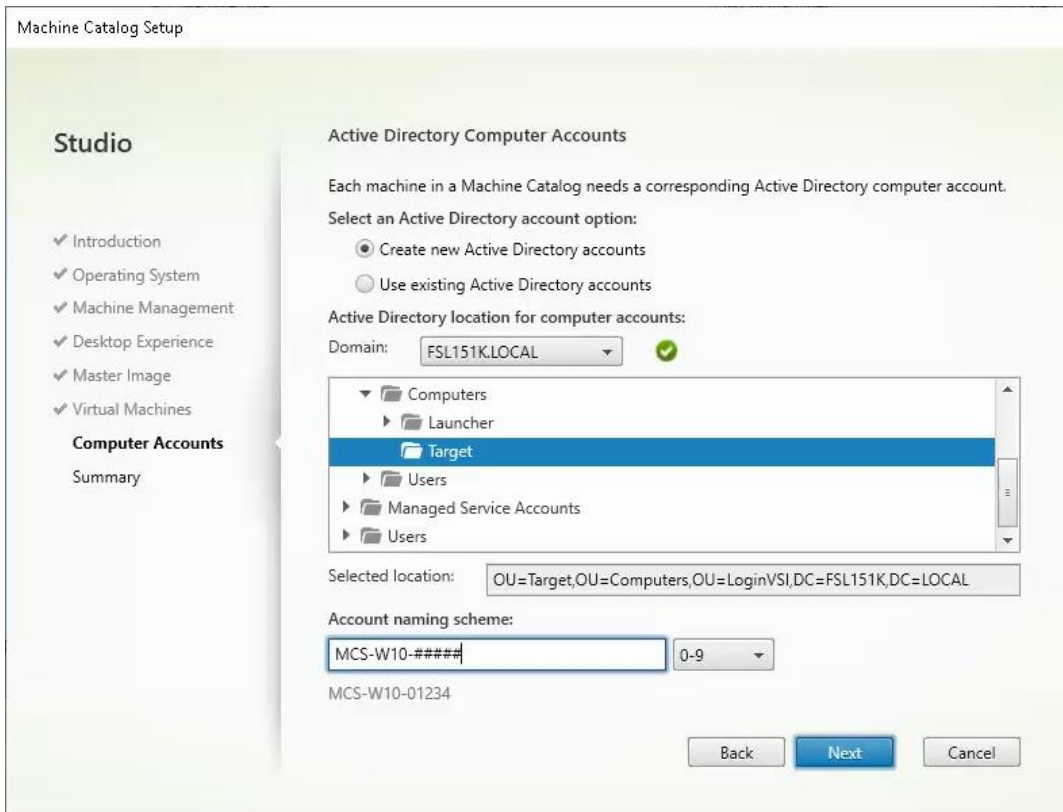 Machine Catalog Setup
Studio
Introduction
Operating System
Machine Management
Desktop Experience
Master Image
Virtual Machines
Computer Accounts
Summary
Active Directory Computer Accounts
Each machine in a Machine Catalog needs a corresponding Active Directory computer account.
Select an Active Directory account option:
Create new Active Directory accounts
Use existing Active Directory accounts
Active Directory location for computer accounts:
Domain: FSL151K.LOCAL
Computers
Launcher
Target
Users
Managed Service Accounts
Users
Selected location: OU=Target,OU=Computers,OU=LoginVSI,DC=FSL151K,DC=LOCAL
Account naming scheme:
MCS-W10-##### 0-9
MCS-W10-01234
Back Next Cancel